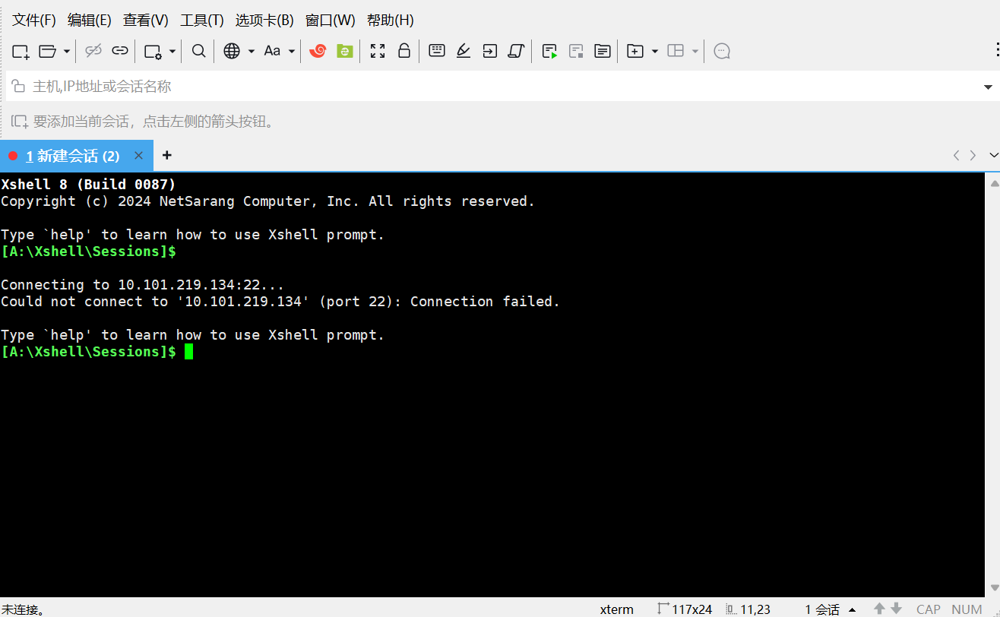 文件(F) 编辑(E) 查看(V) 工具(T) 选项卡(B) 窗口(W) 帮助(H)
Aa
主机,IP地址或会话名称
要添加当前会话，点击左侧的箭头按钮。
1 新建会话 (2) × +
Xshell 8 (Build 0087)
Copyright (c) 2024 NetSarang Computer, Inc. All rights reserved.
Type `help' to learn how to use Xshell prompt.
[A:\Xshell\Sessions]$
Connecting to 10.101.219.134:22...
Could not connect to '10.101.219.134' (port 22): Connection failed.
Type `help' to learn how to use Xshell prompt.
[A:\Xshell\Sessions]$
未连接。 xterm 117x24 11,23 1 会话 CAP NUM